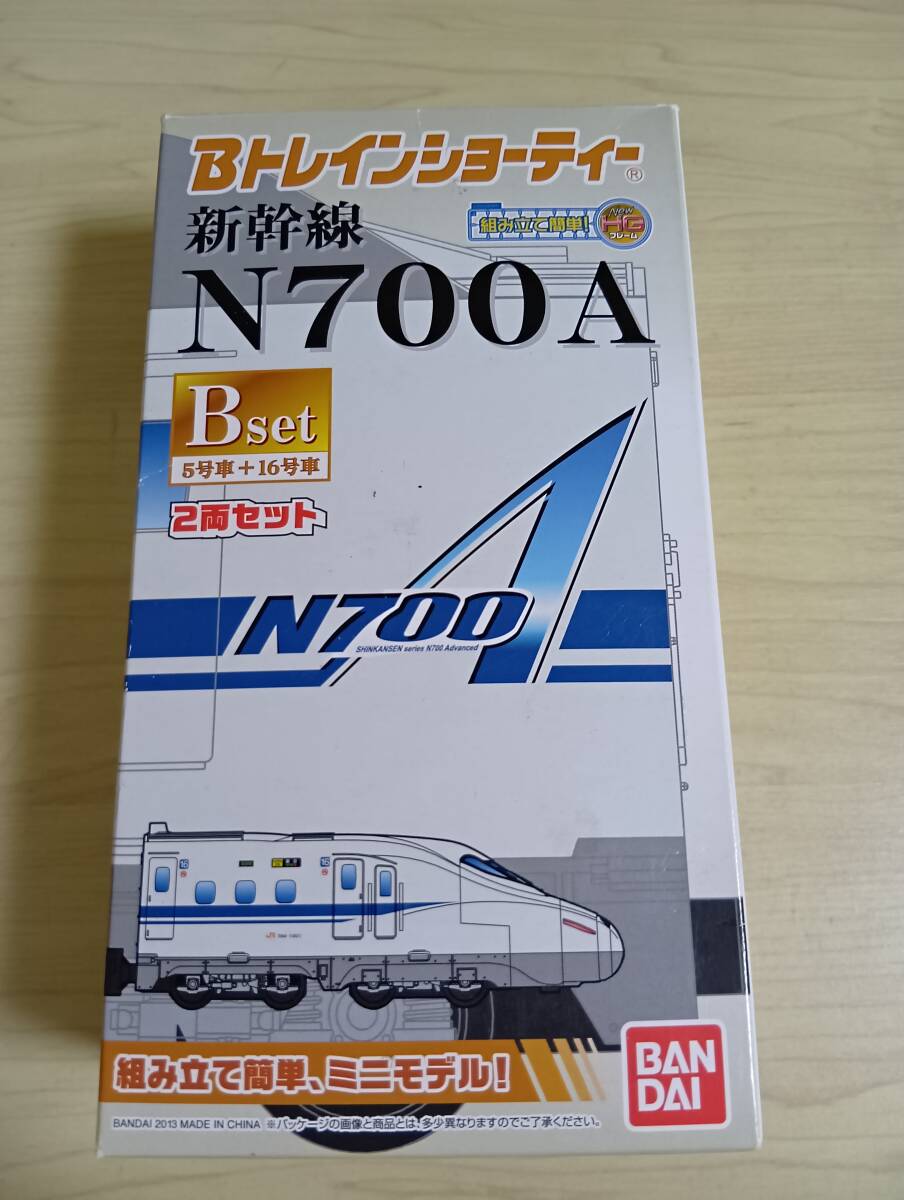 Bトレインショーティー®
新幹線
組み立て簡単！
New
HG
フレーム
N700A
Bset
5号車＋16号車
2両セット
N700A
SHINKANSEN series N700 Advanced
16
16
JR
組み立て簡単、ミニモデル！
BAN
DAI
BANDAI 2013 MADE IN CHINA ※パッケージの画像と商品とは、多少異なりますのでご了承ください。